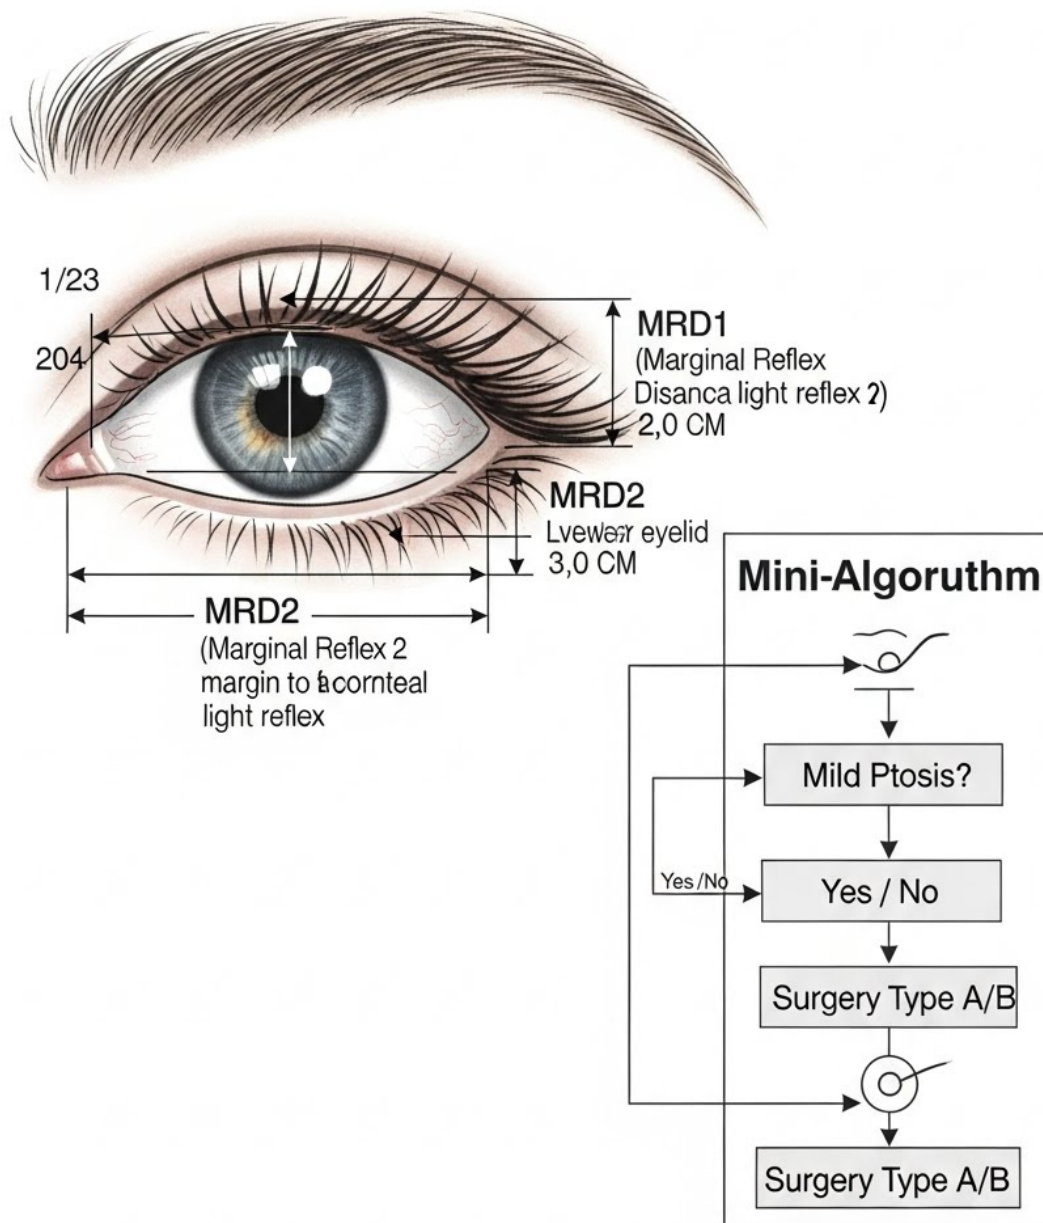 1/23
204
MRD1
(Marginal Reflex
Disanca light reflex 2)
2,0 CM
MRD2
eyelid
3,0 CM
MRD2
(Marginal Reflex 2
margin to
light reflex
Mini-Algoruthm
Mild Ptosis?
Yes /No
Yes / No
Surgery Type A/B
Surgery Type A/B